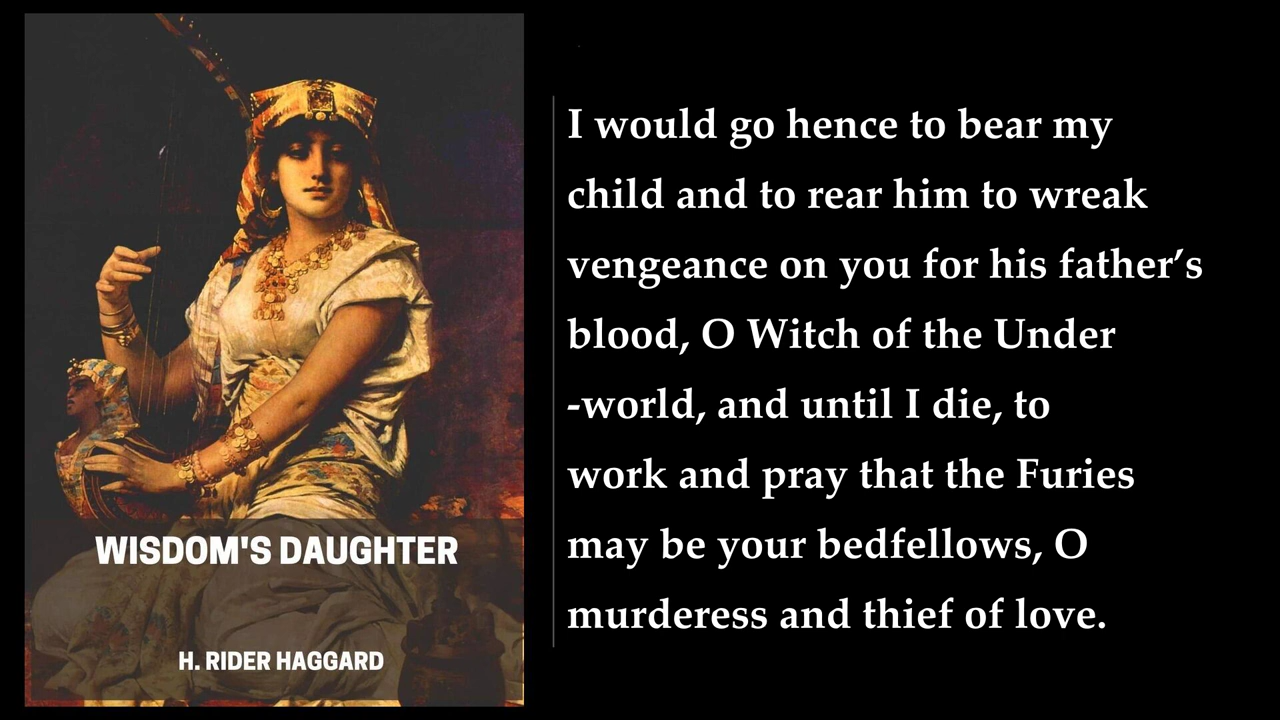 WISDOM'S DAUGHTER
H. RIDER HAGGARD
I would go hence to bear my
child and to rear him to wreak
vengeance on you for his father’s
blood, O Witch of the Under
-world, and until I die, to
work and pray that the Furies
may be your bedfellows, O
murderess and thief of love.